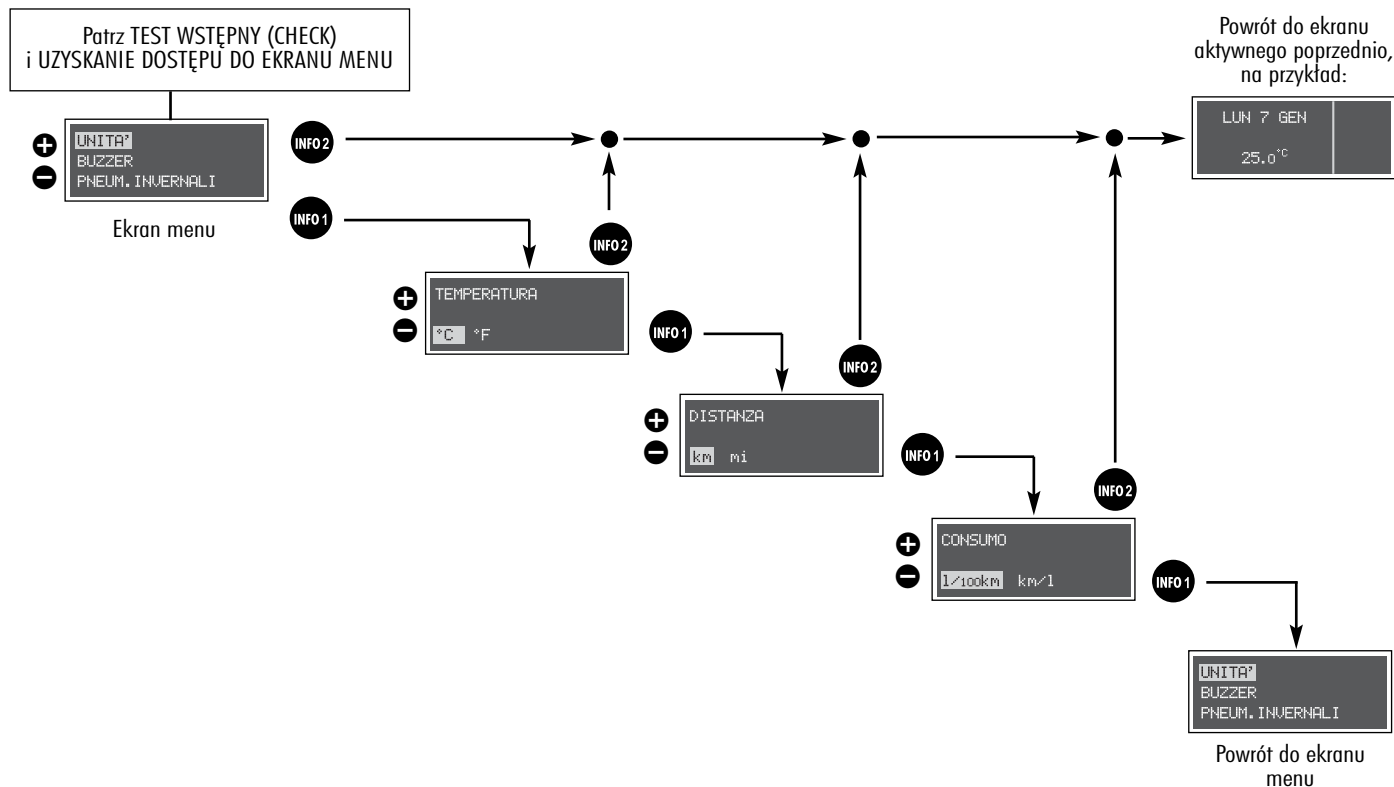 Patrz TEST WSTĘPNY (CHECK)
i UZYSKANIE DOSTĘPU DO EKRANU MENU
Powrót do ekranu
aktywnego poprzednio,
na przykład:
LUN 7 GEN
25.0°C
UNITA'
BUZZER
PNEUM.INVERNALI
Ekran menu
INFO 2
INFO 1
INFO 2
TEMPERATURA
°C °F
INFO 1
INFO 2
DISTANZA
km mi
INFO 1
INFO 2
CONSUMO
l/100km km/l
INFO 1
UNITA'
BUZZER
PNEUM.INVERNALI
Powrót do ekranu
menu